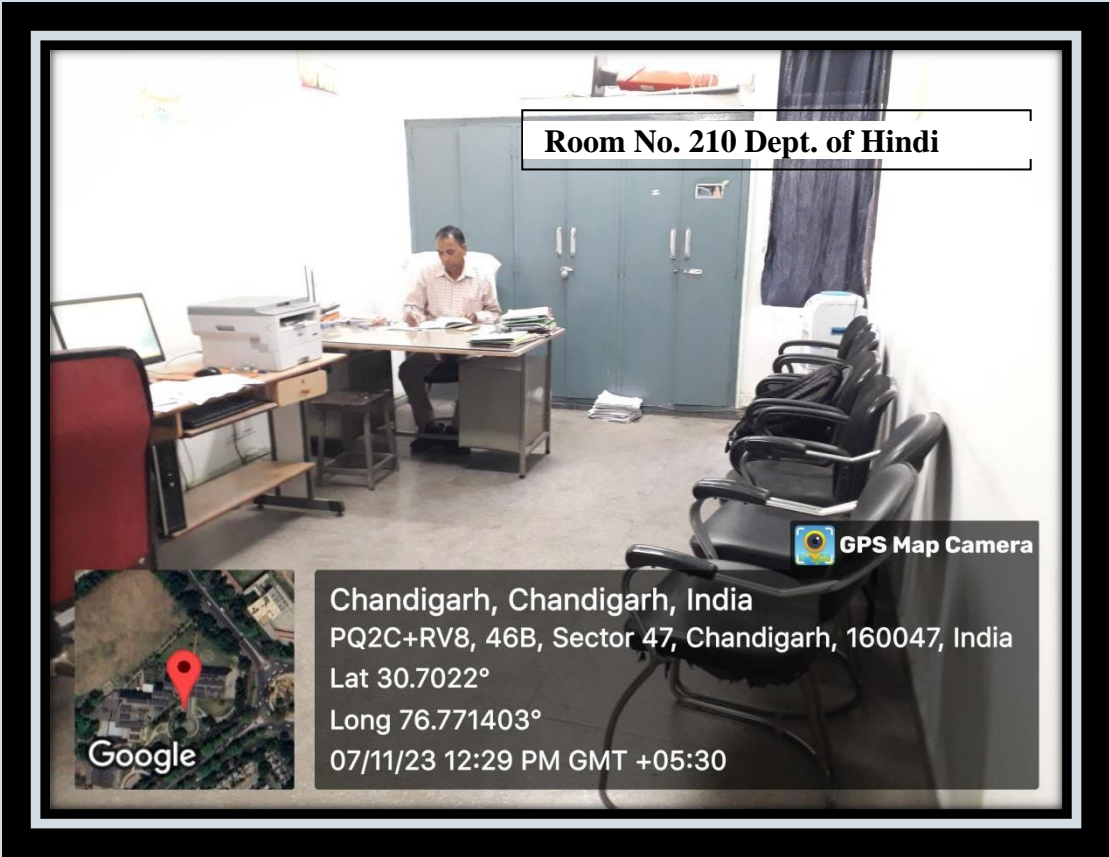 Room No. 210 Dept. of Hindi
GPS Map Camera
Chandigarh, Chandigarh, India
PQ2C+RV8, 46B, Sector 47, Chandigarh, 160047, India
Lat 30.7022°
Long 76.771403°
07/11/23 12:29 PM GMT +05:30
Google